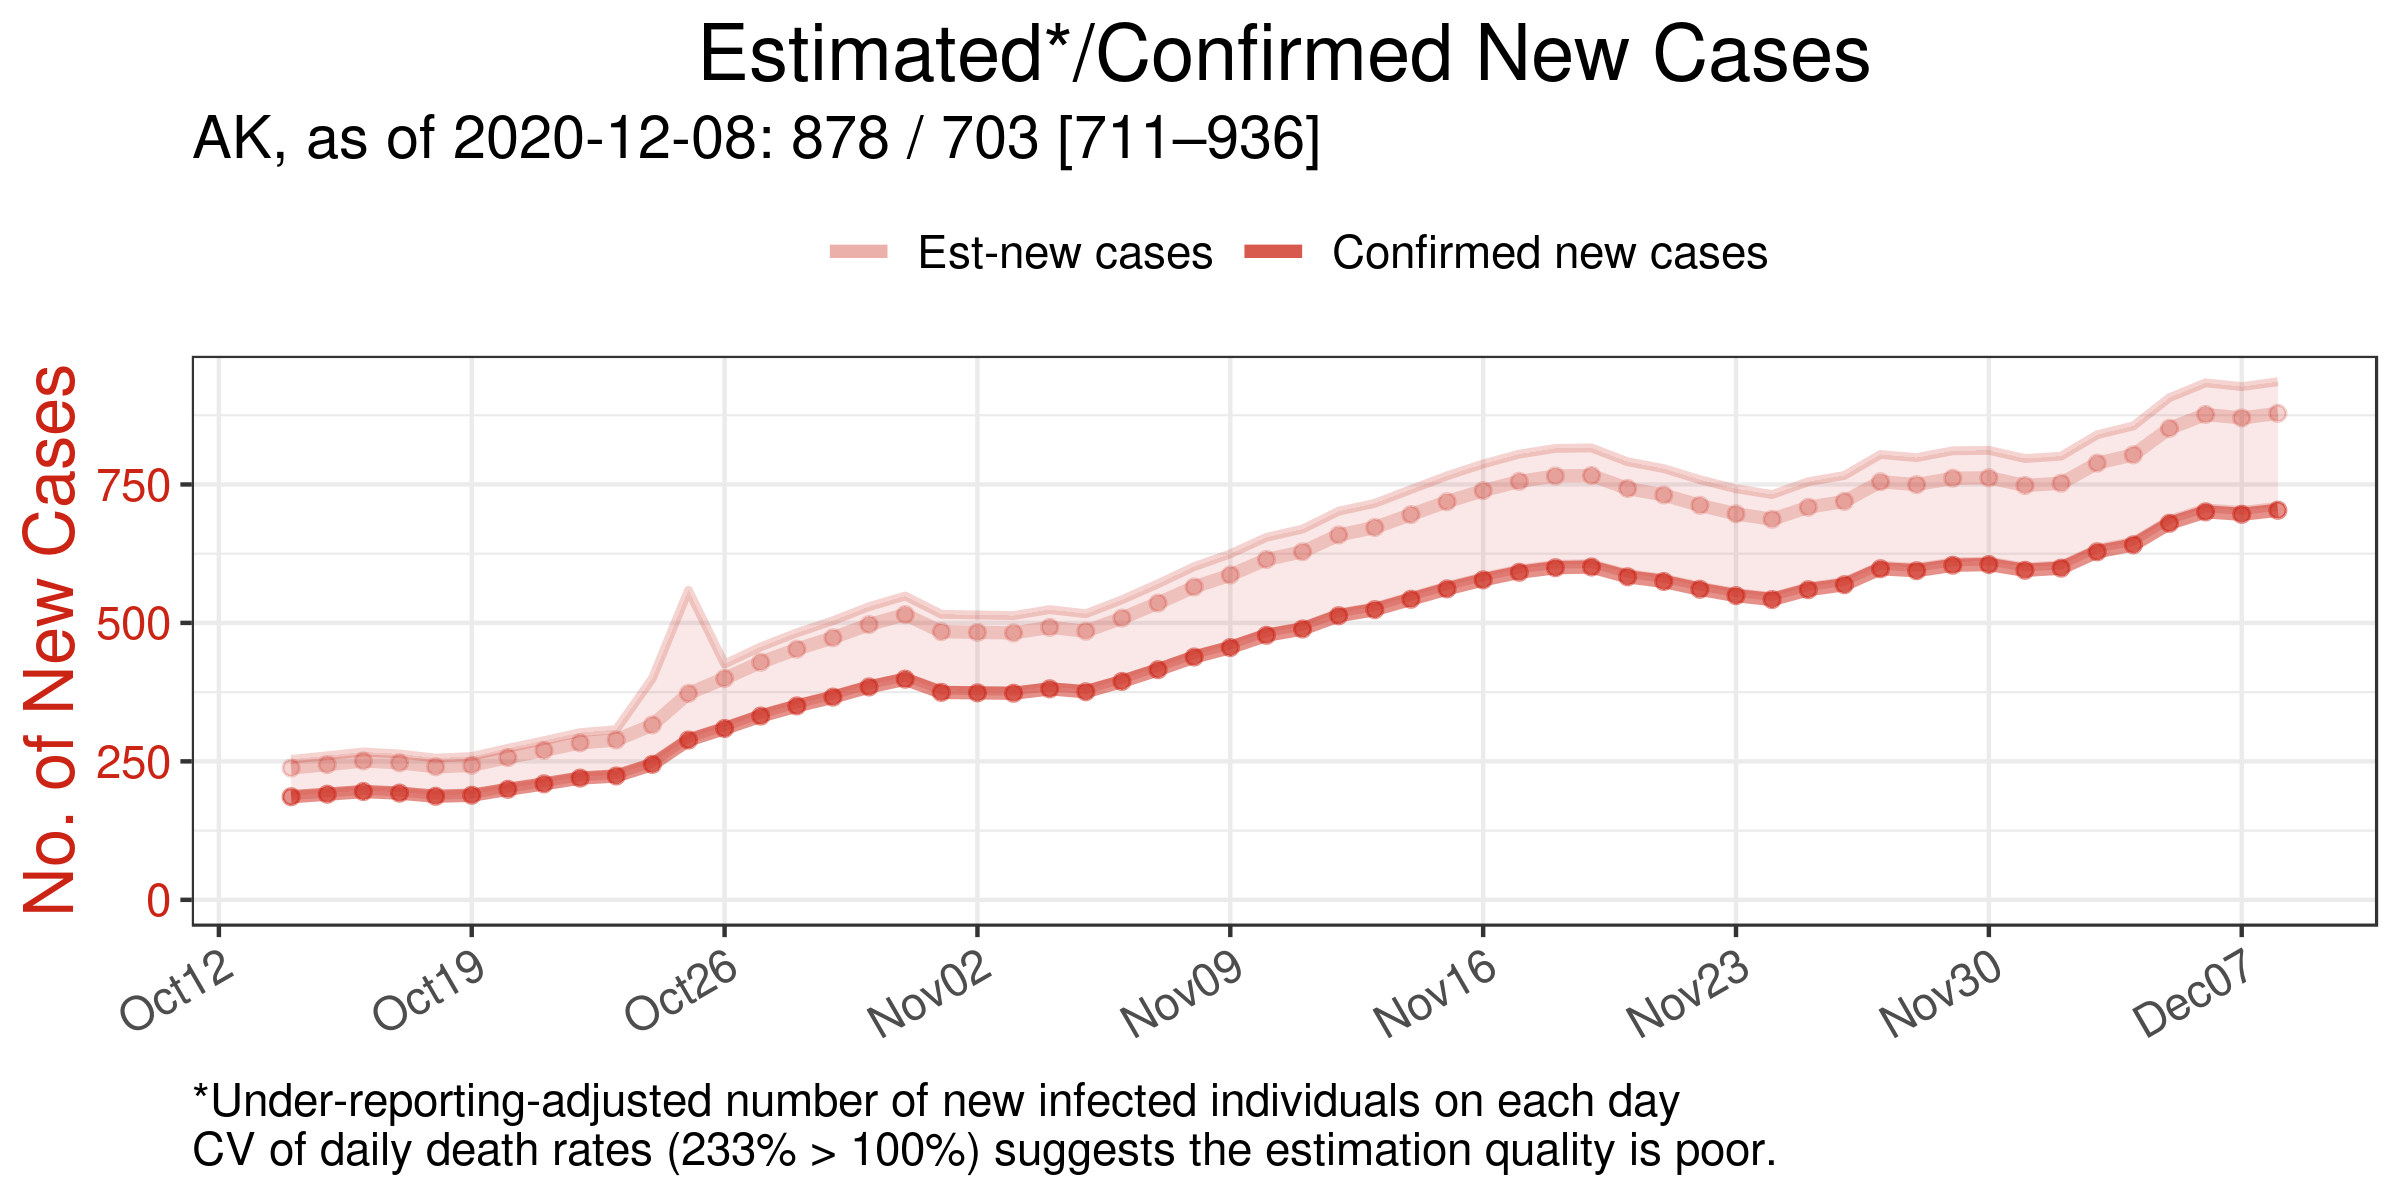 Estimated*/Confirmed New Cases
AK, as of 2020-12-08: 878 / 703 [711–936]
Est-new cases
Confirmed new cases
No. of New Cases
750
500
250
0
Oct12
Oct19
Oct26
Nov02
Nov09
Nov16
Nov23
Nov30
Dec07
*Under-reporting-adjusted number of new infected individuals on each day
CV of daily death rates (233% > 100%) suggests the estimation quality is poor.